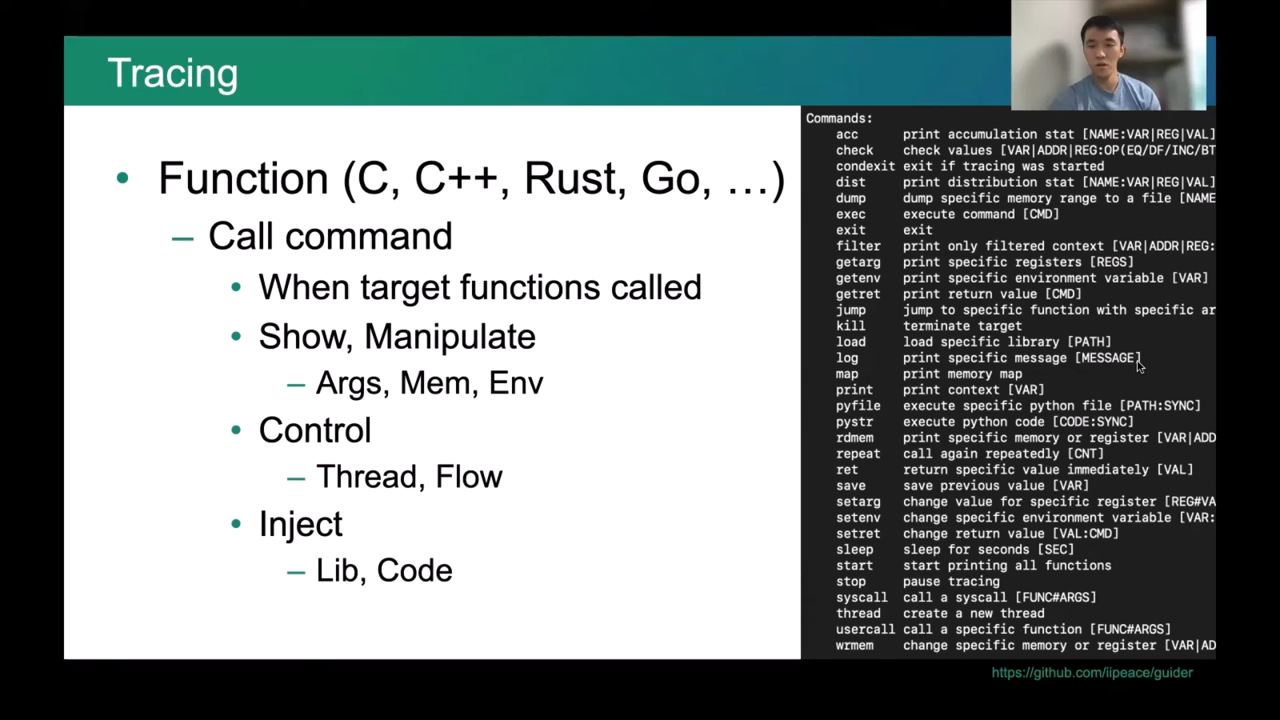 Tracing
• Function (C, C++, Rust, Go, …)
– Call command
• When target functions called
• Show, Manipulate
– Args, Mem, Env
• Control
– Thread, Flow
• Inject
– Lib, Code
Commands:
acc print accumulation stat [NAME:VAR|REG|VAL]
check check values [VAR|ADDR|REG:OP(EQ/DF/INC/BT
condexit exit if tracing was started
dist print distribution stat [NAME:VAR|REG|VAL]
dump dump specific memory range to a file [NAME
exec execute command [CMD]
exit exit
filter print only filtered context [VAR|ADDR|REG:
getarg print specific registers [REGS]
getenv print specific environment variable [VAR]
getret print return value [CMD]
jump jump to specific function with specific ar
kill terminate target
load load specific library [PATH]
log print specific message [MESSAGE]
map print memory map
print print context [VAR]
pyfile execute specific python file [PATH:SYNC]
pystr execute python code [CODE:SYNC]
rdmem print specific memory or register [VAR|ADD
repeat call again repeatedly [CNT]
ret return specific value immediately [VAL]
save save previous value [VAR]
setarg change value for specific register [REG#VA
setenv change specific environment variable [VAR:
setret change return value [VAL:CMD]
sleep sleep for seconds [SEC]
start start printing all functions
stop pause tracing
syscall call a syscall [FUNC#ARGS]
thread create a new thread
usercall call a specific function [FUNC#ARGS]
wrmem change specific memory or register [VAR|AD
https://github.com/iipeace/guider